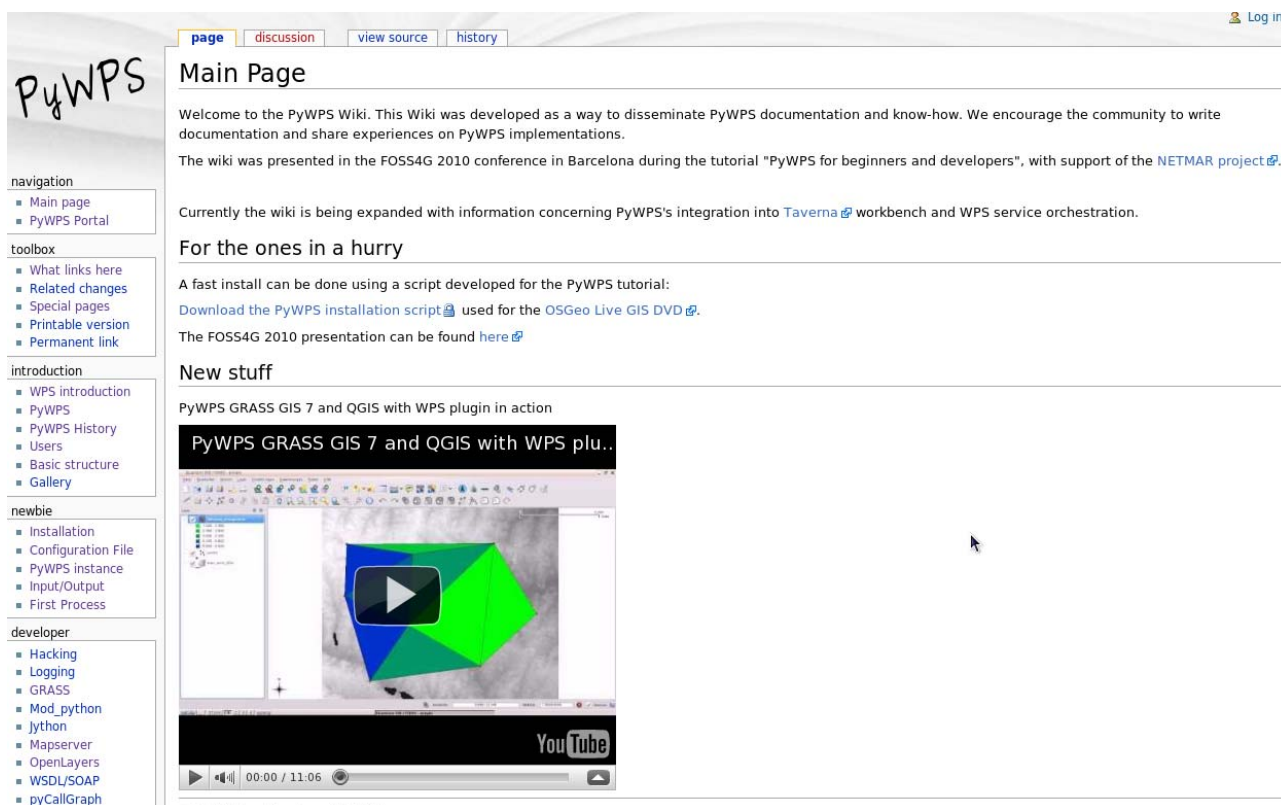 Log in
page discussion view source history
PyWPS
Main Page
Welcome to the PyWPS Wiki. This Wiki was developed as a way to disseminate PyWPS documentation and know-how. We encourage the community to write
documentation and share experiences on PyWPS implementations.
The wiki was presented in the FOSS4G 2010 conference in Barcelona during the tutorial "PyWPS for beginners and developers", with support of the NETMAR project.
Currently the wiki is being expanded with information concerning PyWPS's integration into Taverna workbench and WPS service orchestration.
For the ones in a hurry
A fast install can be done using a script developed for the PyWPS tutorial:
Download the PyWPS installation script used for the OSGeo Live GIS DVD.
The FOSS4G 2010 presentation can be found here
New stuff
PyWPS GRASS GIS 7 and QGIS with WPS plugin in action
PyWPS GRASS GIS 7 and QGIS with WPS plu..
YouTube
00:00 / 11:06
navigation
Main page
PyWPS Portal
toolbox
What links here
Related changes
Special pages
Printable version
Permanent link
introduction
WPS introduction
PyWPS
PyWPS History
Users
Basic structure
Gallery
newbie
Installation
Configuration File
PyWPS instance
Input/Output
First Process
developer
Hacking
Logging
GRASS
Mod_python
Jython
Mapserver
OpenLayers
WSDL/SOAP
pyCallGraph